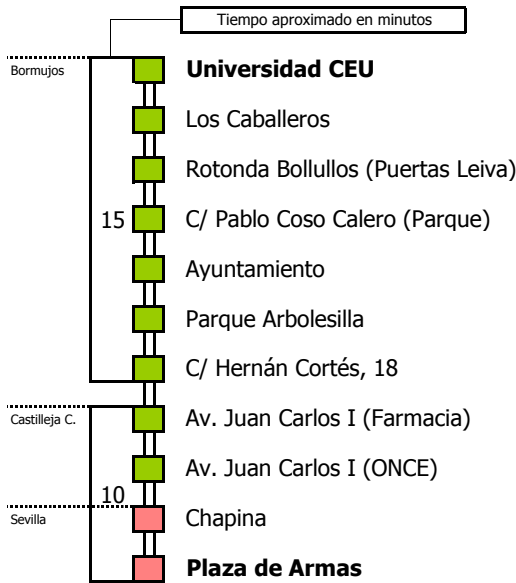 Tiempo aproximado en minutos
Bormujos
Universidad CEU
Los Caballeros
Rotonda Bollullos (Puertas Leiva)
15
C/ Pablo Coso Calero (Parque)
Ayuntamiento
Parque Arbolesilla
C/ Hernán Cortés, 18
Castilleja C.
Av. Juan Carlos I (Farmacia)
Av. Juan Carlos I (ONCE)
10
Sevilla
Chapina
Plaza de Armas